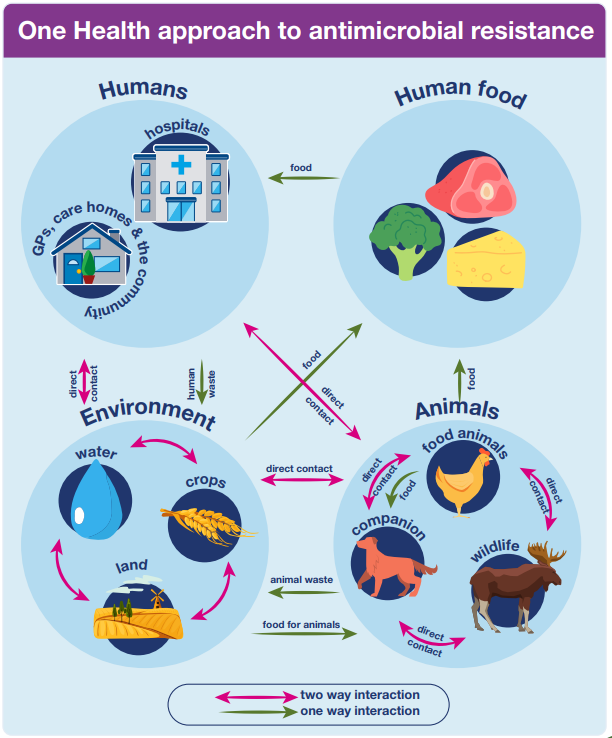 One Health approach to antimicrobial resistance
Humans
Human food
hospitals
GPs, care homes & the community
food
direct
contact
human
waste
food
direct
contact
food
Environment
Animals
water
crops
land
direct contact
animal waste
food for animals
food animals
direct
contact
food
companion
direct
contact
wildlife
direct
contact
two way interaction
one way interaction